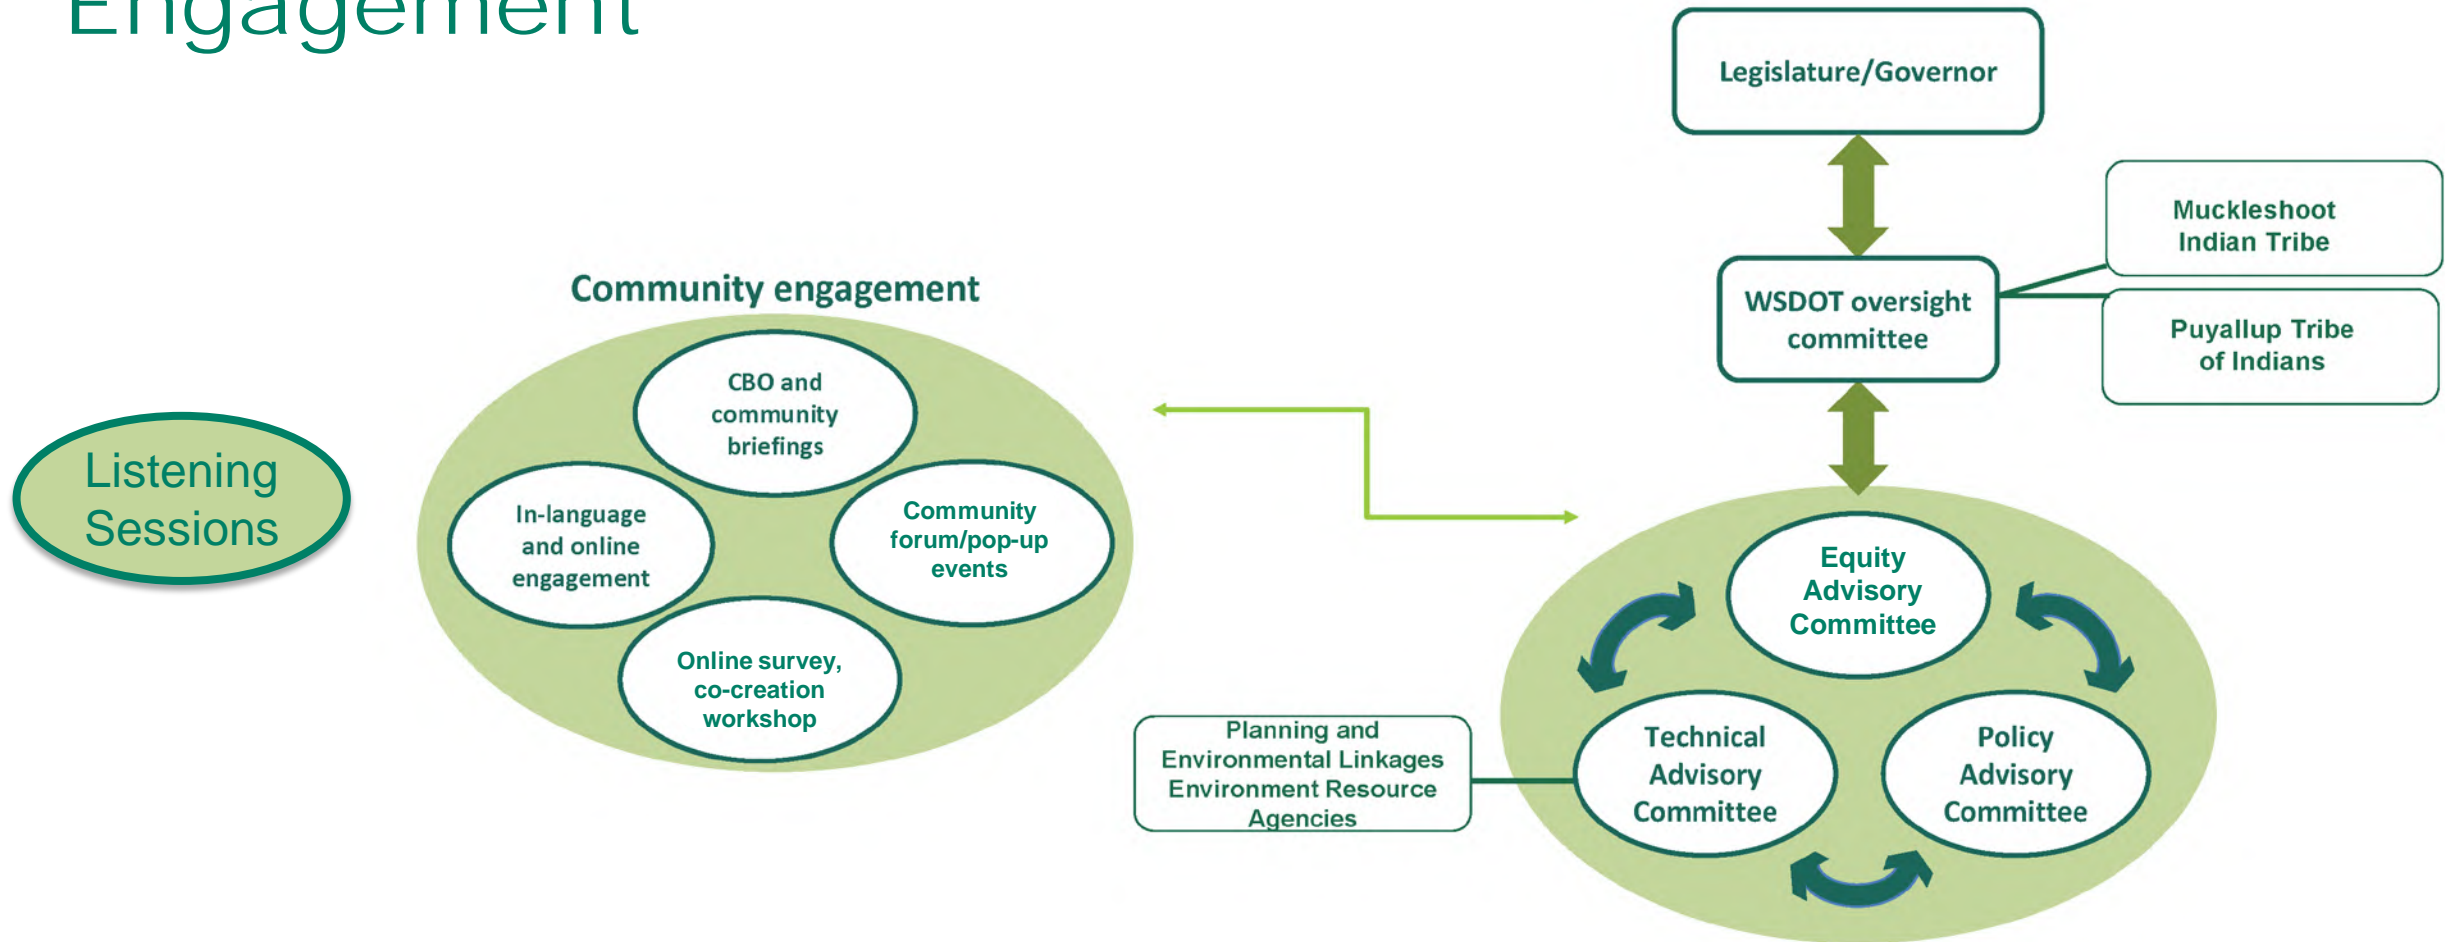 Engagement
Legislature/Governor
Muckleshoot
Indian Tribe
WSDOT oversight
committee
Puyallup Tribe
of Indians
Community engagement
CBO and
community
briefings
Listening
Sessions
In-language
and online
engagement
Community
forum/pop-up
events
Online survey,
co-creation
workshop
Equity
Advisory
Committee
Planning and
Environmental Linkages
Environment Resource
Agencies
Technical
Advisory
Committee
Policy
Advisory
Committee